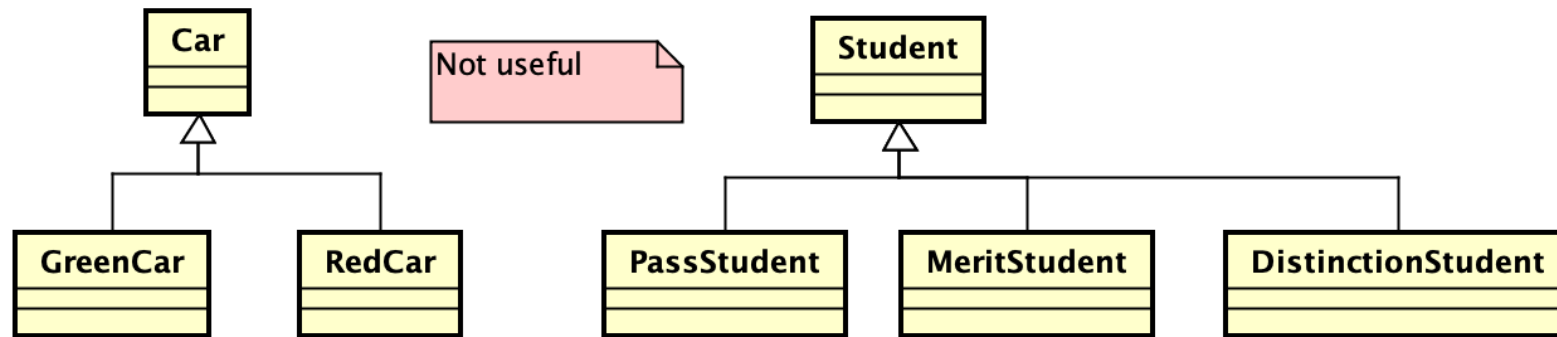 Car
Not useful
Student
GreenCar
RedCar
PassStudent
MeritStudent
DistinctionStudent